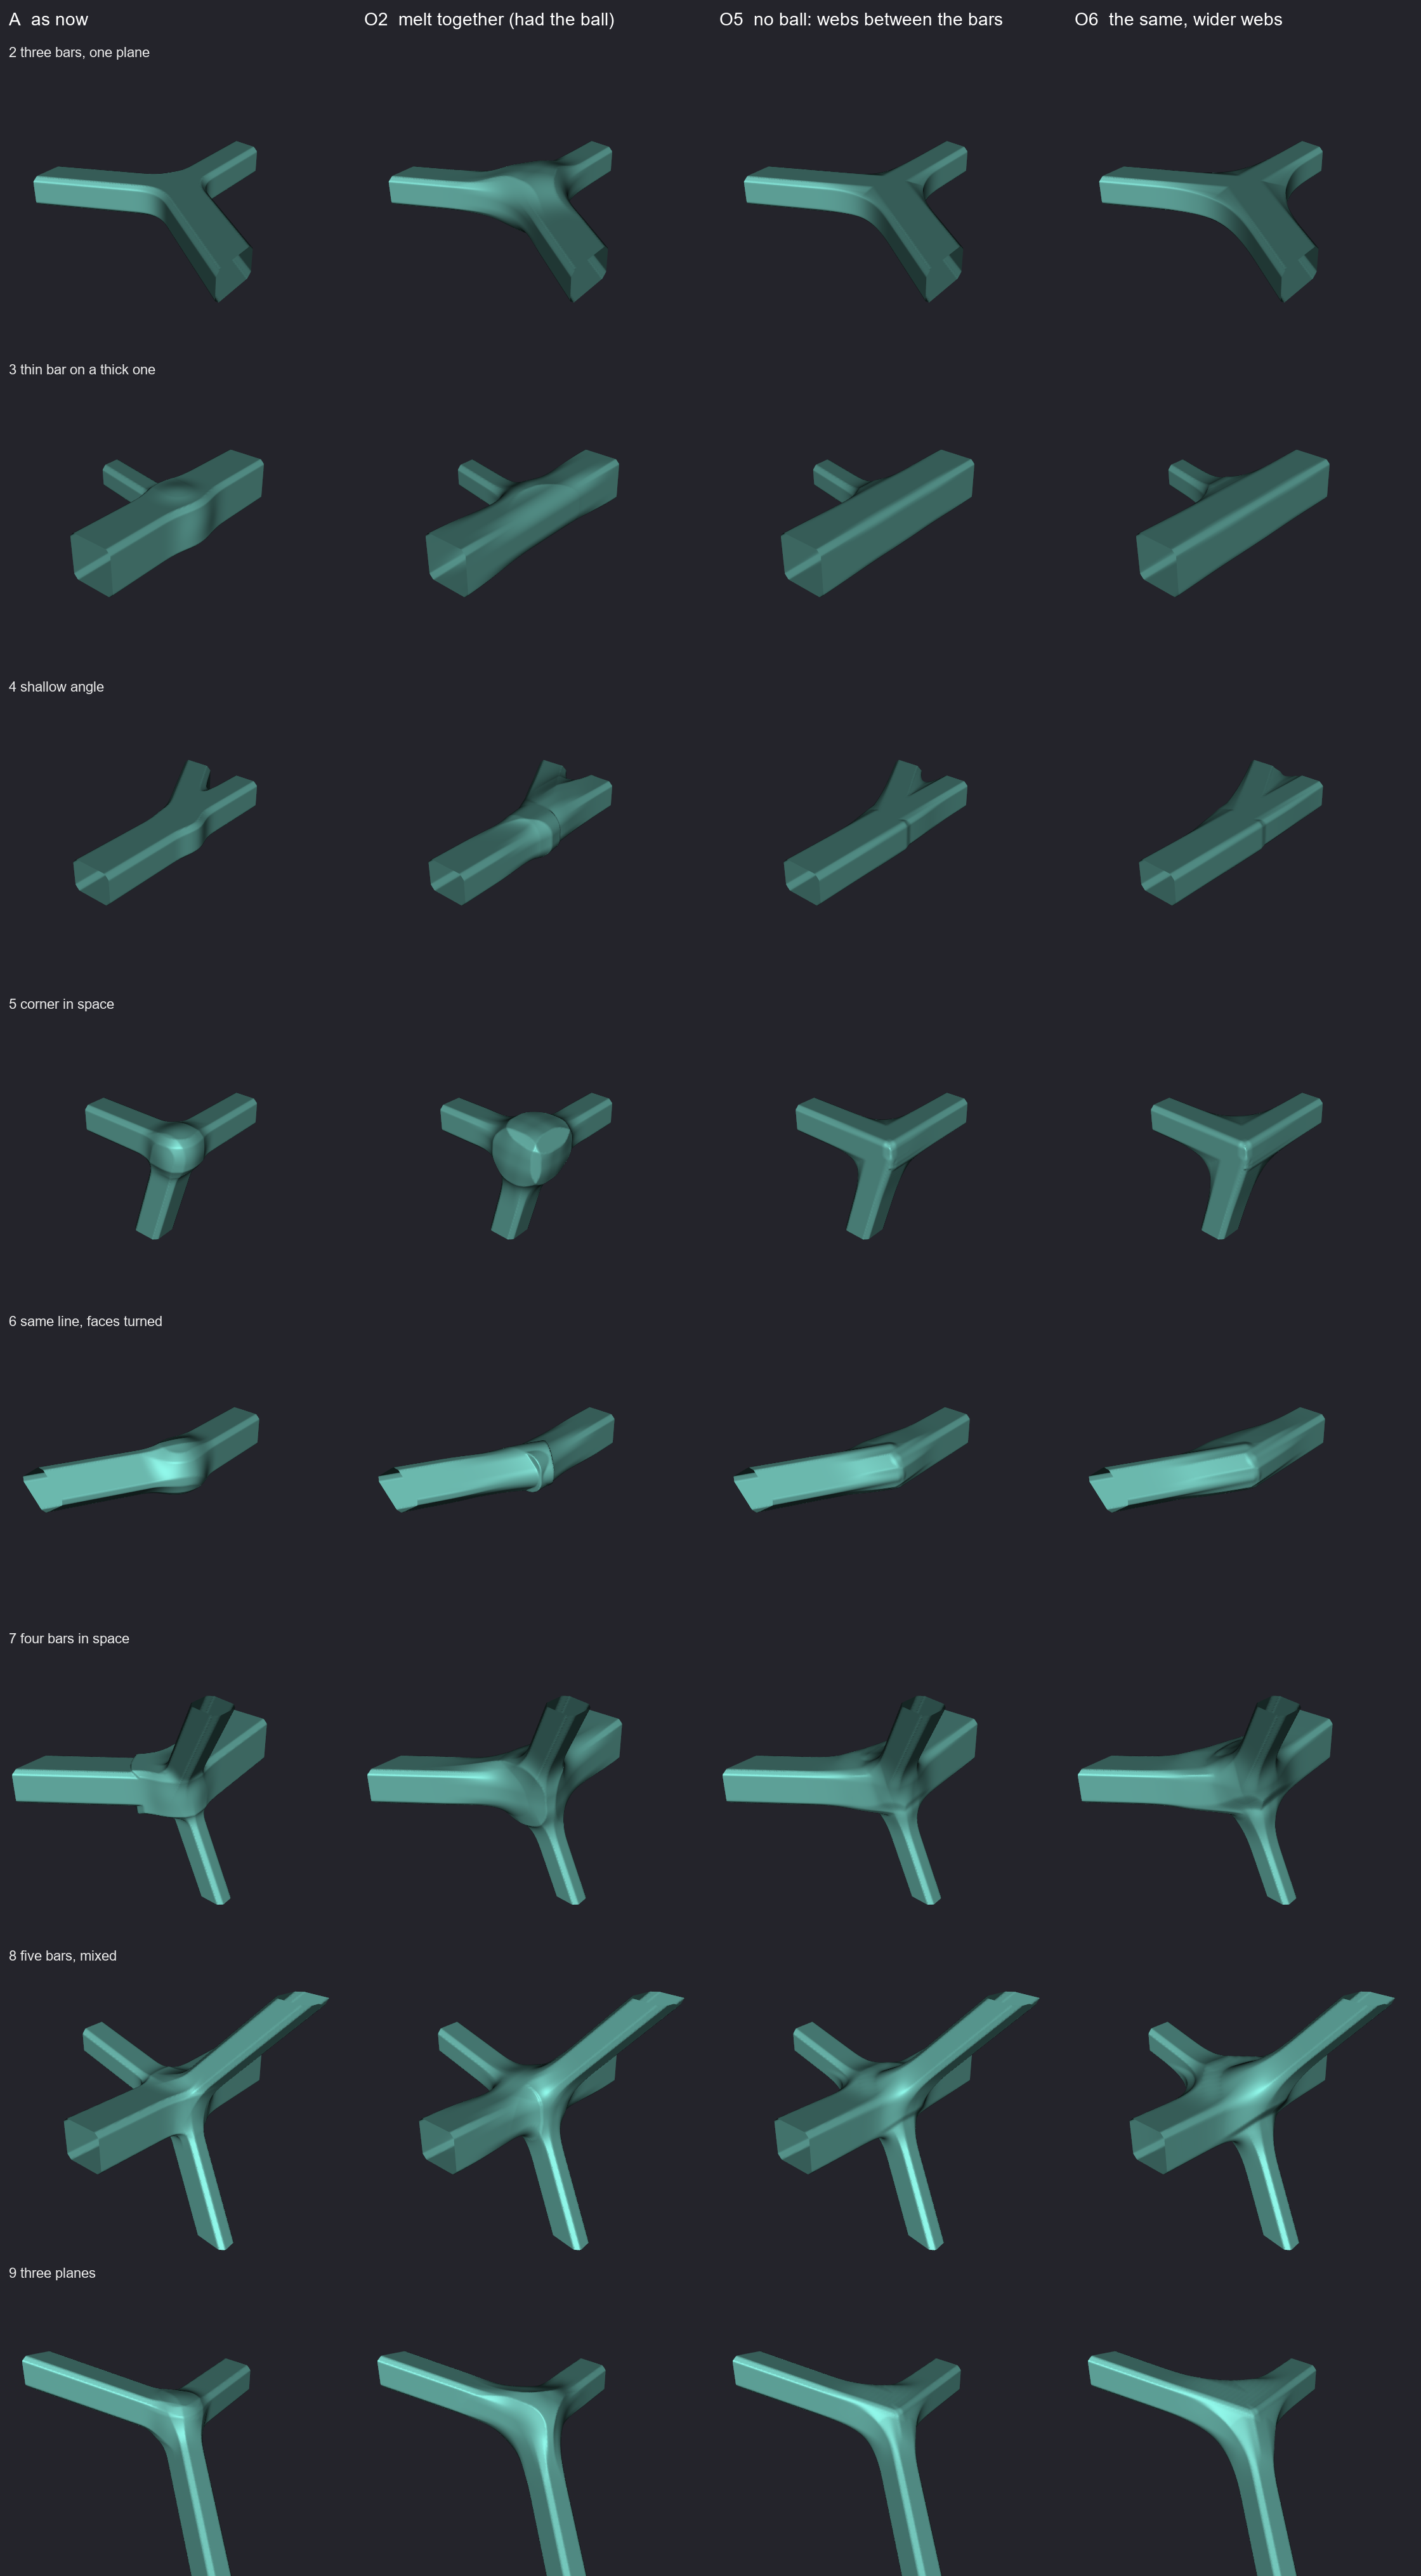 A  as now
O2  melt together (had the ball)
O5  no ball: webs between the bars
O6  the same, wider webs
2 three bars, one plane
3 thin bar on a thick one
4 shallow angle
5 corner in space
6 same line, faces turned
7 four bars in space
8 five bars, mixed
9 three planes